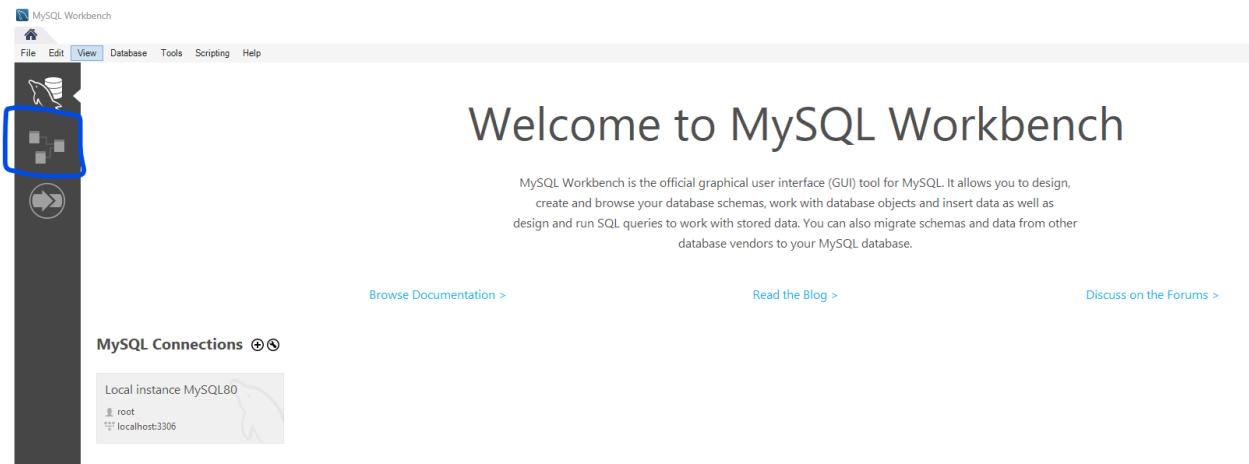 MySQL Workbench
File Edit View Database Tools Scripting Help
Welcome to MySQL Workbench
MySQL Workbench is the official graphical user interface (GUI) tool for MySQL. It allows you to design,
create and browse your database schemas, work with database objects and insert data as well as
design and run SQL queries to work with stored data. You can also migrate schemas and data from other
database vendors to your MySQL database.
Browse Documentation > Read the Blog > Discuss on the Forums >
MySQL Connections
Local instance MySQL80
root
localhost:3306